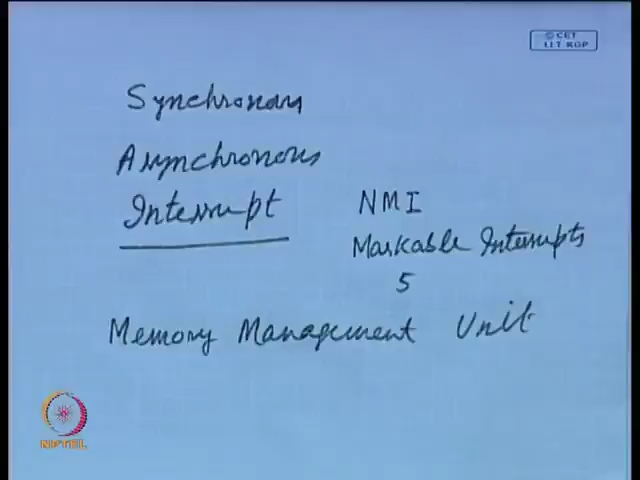 © CET
I.I.T. KGP
Synchronous
Asynchronous
Interrupt
NMI
Maskable Interrupts
5
Memory Management Unit
NPTEL